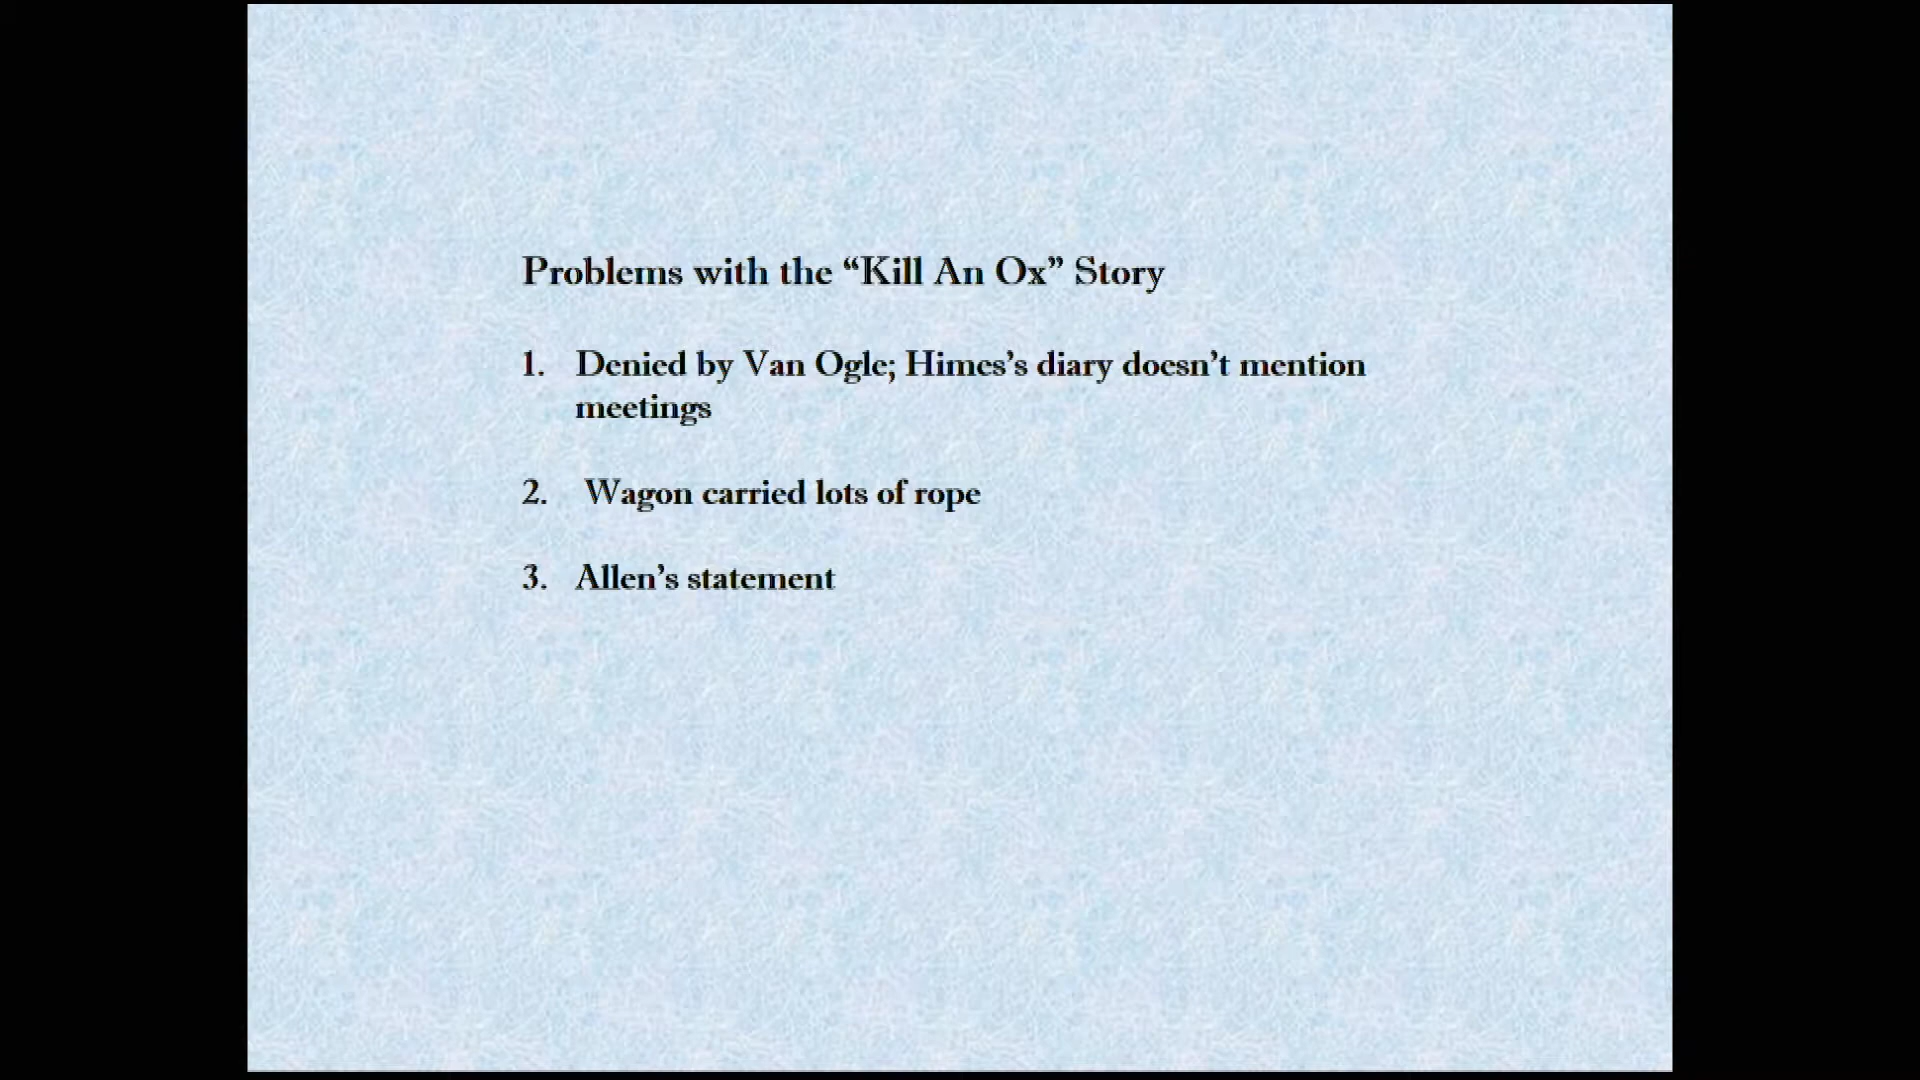 Problems with the “Kill An Ox” Story
1. Denied by Van Ogle; Himes’s diary doesn’t mention
meetings
2. Wagon carried lots of rope
3. Allen’s statement